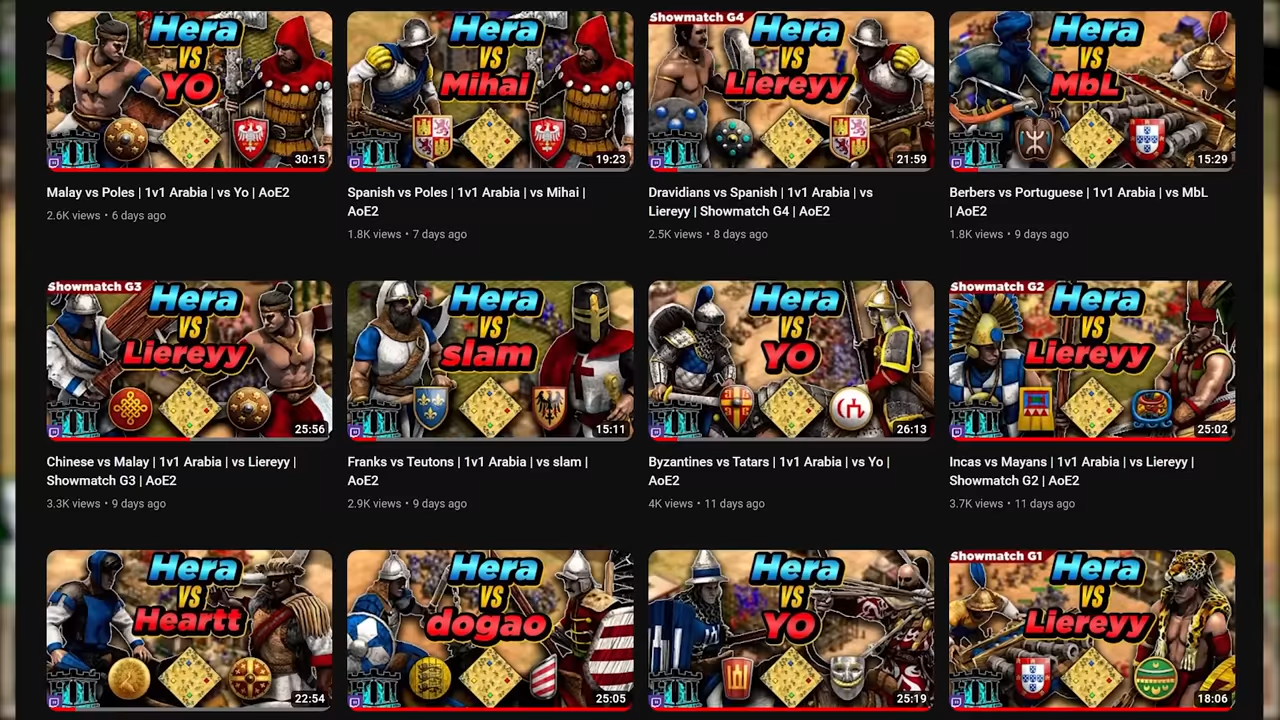 Hera
VS
YO
30:15
Malay vs Poles | 1v1 Arabia | vs Yo | AoE2
2.6K views • 6 days ago
Hera
VS
Mihai
19:23
Spanish vs Poles | 1v1 Arabia | vs Mihai |
AoE2
1.8K views • 7 days ago
Showmatch G4
Hera
VS
Liereyy
21:59
Dravidians vs Spanish | 1v1 Arabia | vs
Liereyy | Showmatch G4 | AoE2
2.5K views • 8 days ago
Hera
VS
MbL
15:29
Berbers vs Portuguese | 1v1 Arabia | vs MbL
| AoE2
1.8K views • 9 days ago
Showmatch G3
Hera
VS
Liereyy
25:56
Chinese vs Malay | 1v1 Arabia | vs Liereyy |
Showmatch G3 | AoE2
3.3K views • 9 days ago
Hera
VS
slam
15:11
Franks vs Teutons | 1v1 Arabia | vs slam |
AoE2
2.9K views • 9 days ago
Hera
VS
YO
26:13
Byzantines vs Tatars | 1v1 Arabia | vs Yo |
AoE2
4K views • 11 days ago
Showmatch G2
Hera
VS
Liereyy
25:02
Incas vs Mayans | 1v1 Arabia | vs Liereyy |
Showmatch G2 | AoE2
3.7K views • 11 days ago
Hera
VS
Heartt
22:54
Hera
VS
dogao
25:05
Hera
VS
YO
25:19
Showmatch G1
Hera
VS
Liereyy
18:06